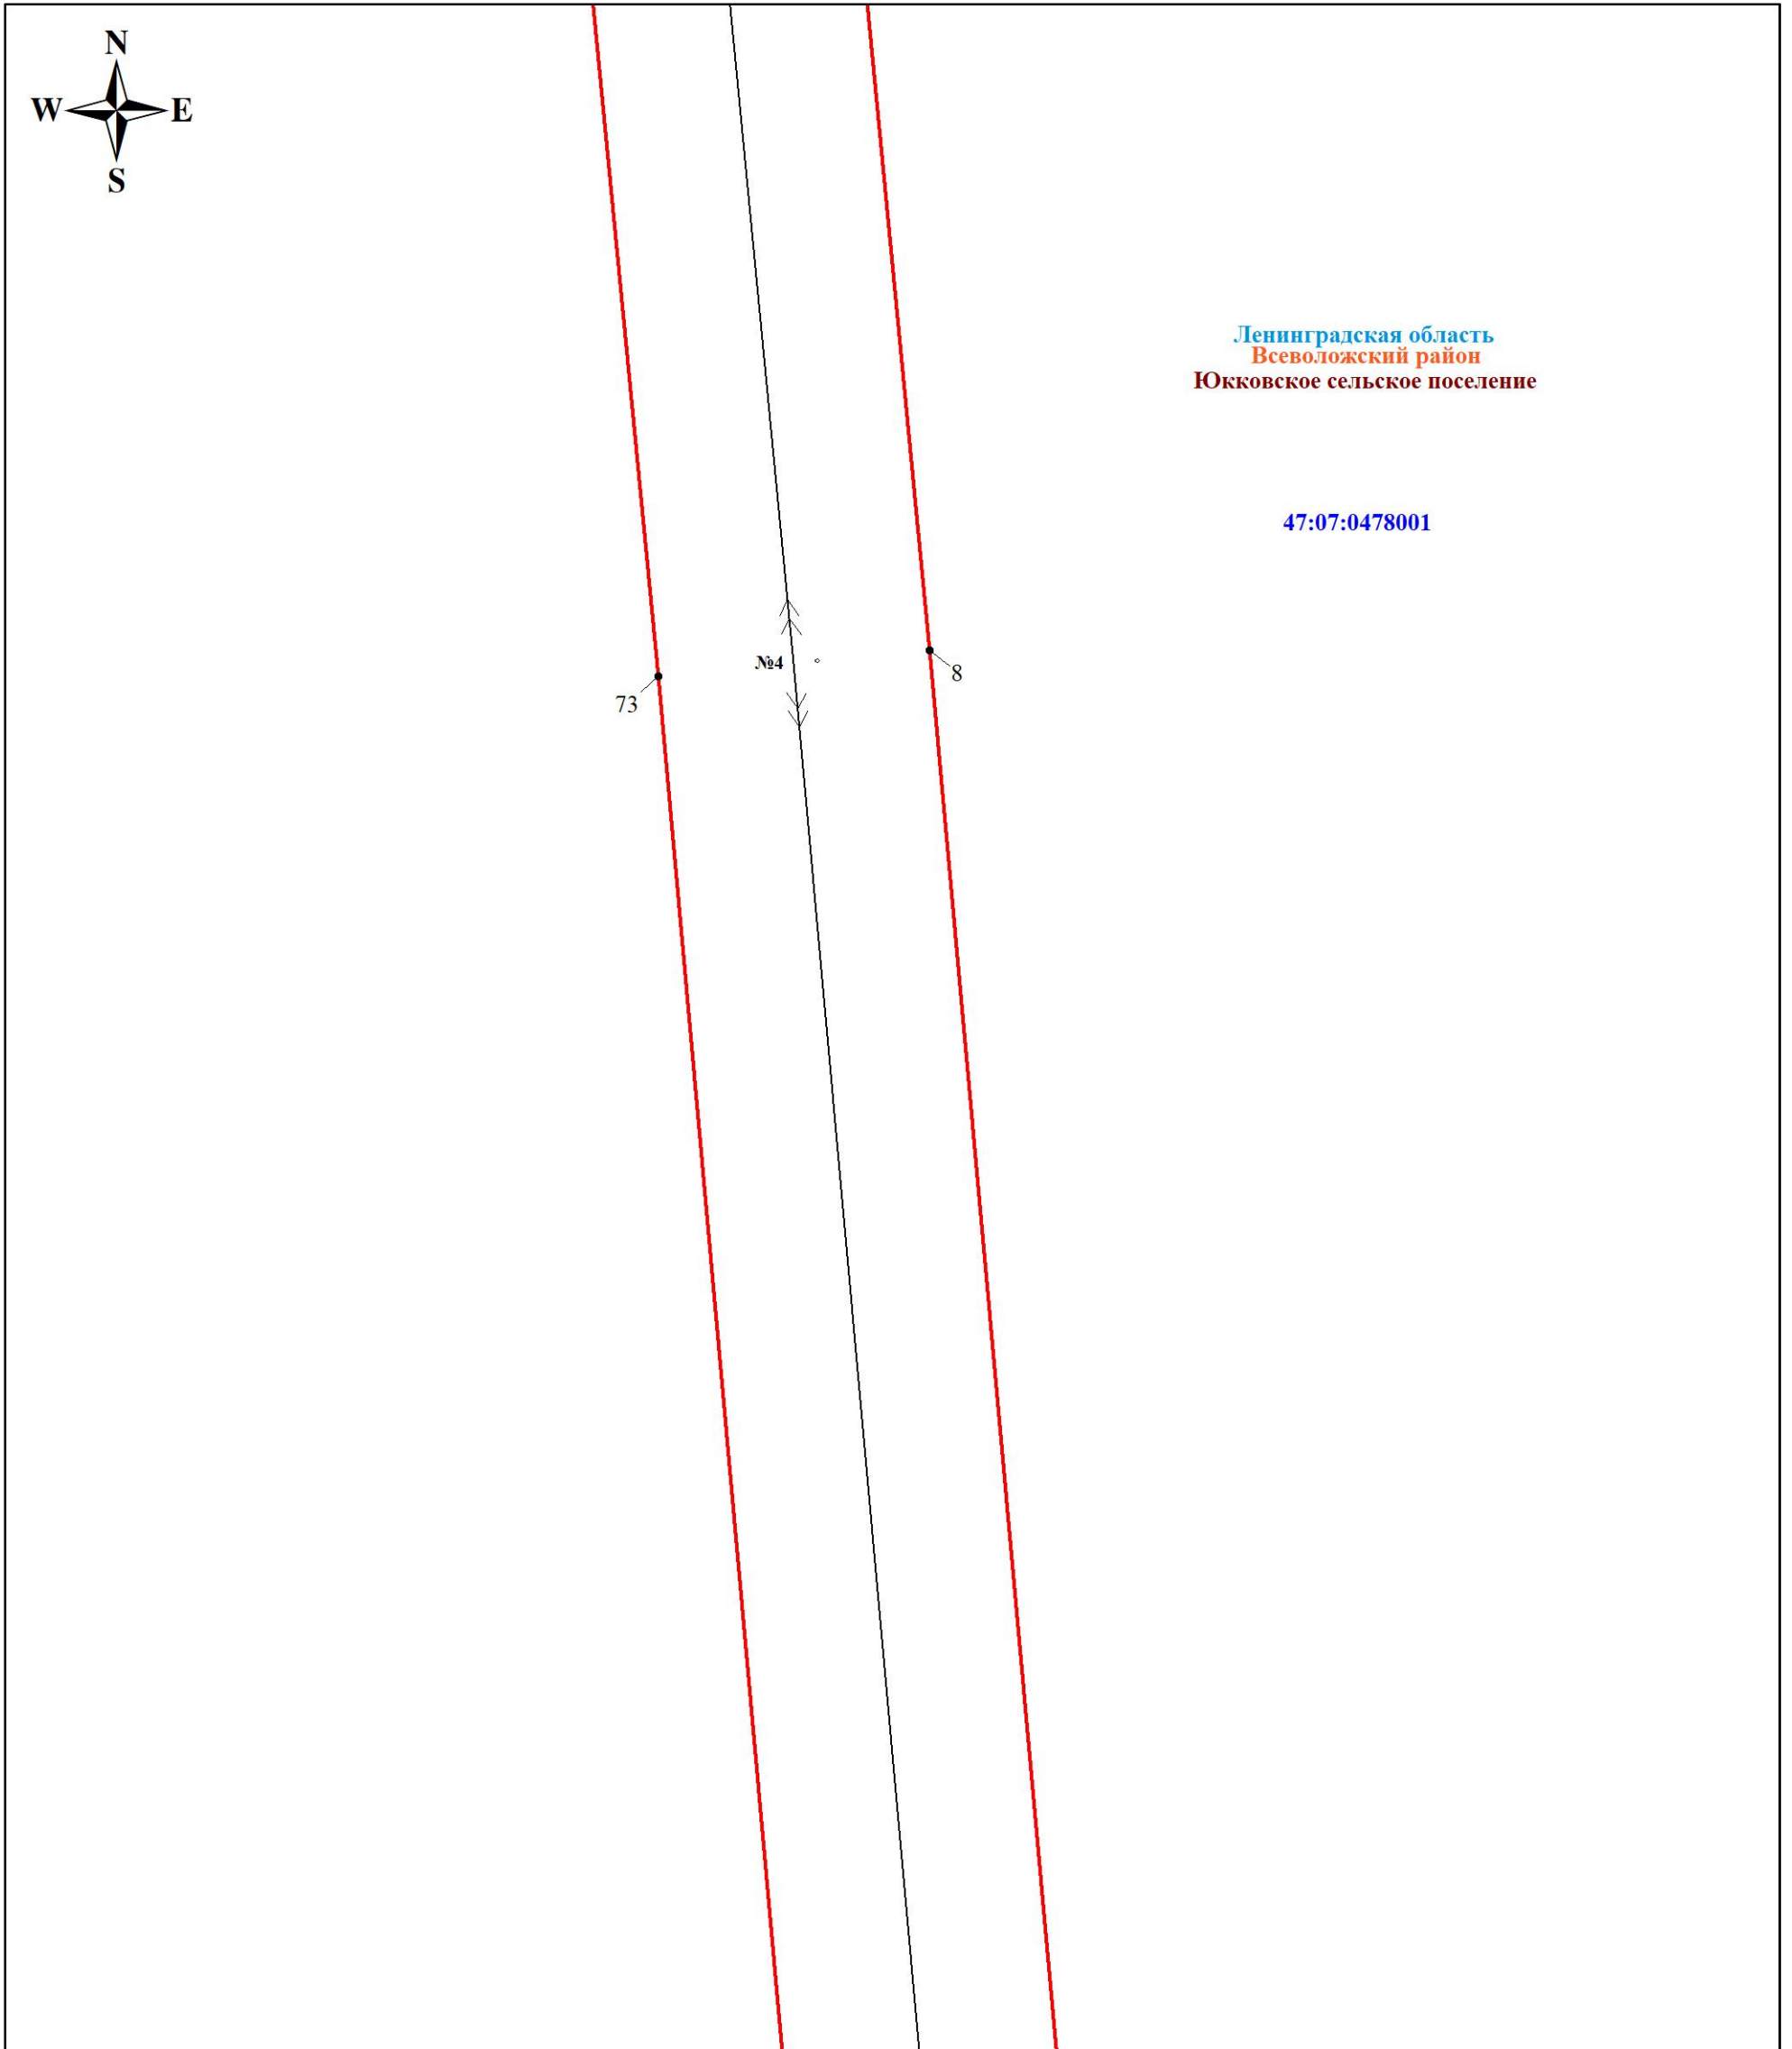 N
W E
S
Ленинградская область
Всеволожский район
Юкковское сельское поселение
47:07:0478001
№4
8
73